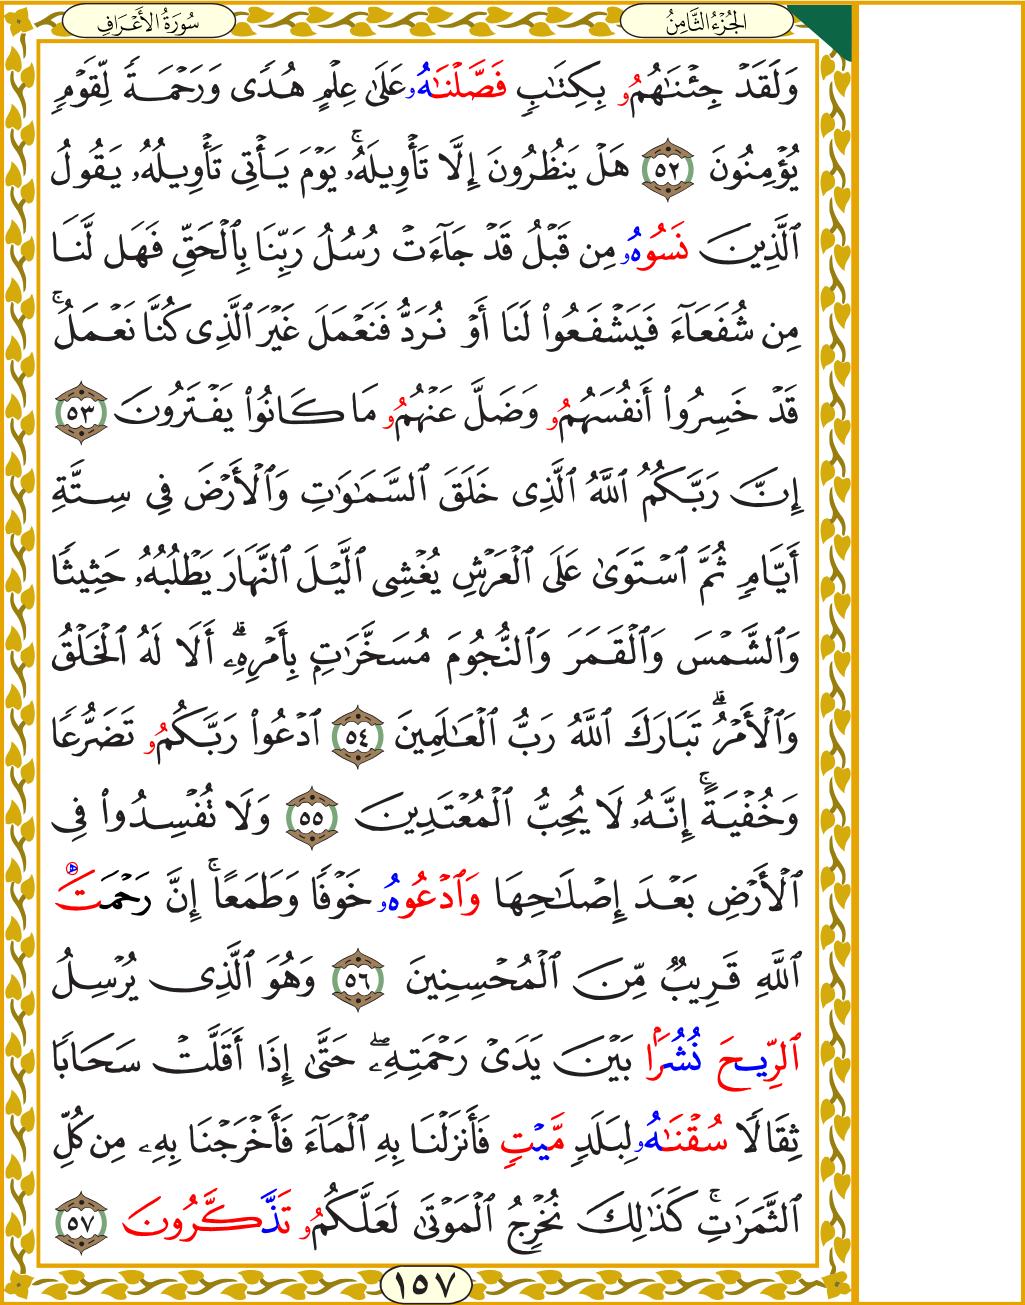 سُورَةُ الأَعْرَافِ
الجُزْءُ الثَّامِنُ
وَلَقَدْ جِئْنَٰهُمُۥ بِكِتَٰبٍ فَصَّلْنَٰهُۥ عَلَىٰ عِلْمٍ هُدًى وَرَحْمَةً لِّقَوْمٍ
يُؤْمِنُونَ ٥٢ هَلْ يَنظُرُونَ إِلَّا تَأْوِيلَهُۥۚ يَوْمَ يَأْتِى تَأْوِيلُهُۥ يَقُولُ
ٱلَّذِينَ نَسُوهُۥ مِن قَبْلُ قَدْ جَآءَتْ رُسُلُ رَبِّنَا بِٱلْحَقِّ فَهَل لَّنَا
مِن شُفَعَآءَ فَيَشْفَعُوا۟ لَنَا أَوْ نُرَدُّ فَنَعْمَلَ غَيْرَ ٱلَّذِى كُنَّا نَعْمَلُۚ
قَدْ خَسِرُوا۟ أَنفُسَهُمُۥ وَضَلَّ عَنْهُمُۥ مَا كَانُوا۟ يَفْتَرُونَ ٥٣
إِنَّ رَبَّكُمُ ٱللَّهُ ٱلَّذِى خَلَقَ ٱلسَّمَٰوَٰتِ وَٱلْأَرْضَ فِى سِتَّةِ
أَيَّامٍ ثُمَّ ٱسْتَوَىٰ عَلَى ٱلْعَرْشِ يُغْشِى ٱلَّيْلَ ٱلنَّهَارَ يَطْلُبُهُۥ حَثِيثًا
وَٱلشَّمْسَ وَٱلْقَمَرَ وَٱلنُّجُومَ مُسَخَّرَٰتٍۭ بِأَمْرِهِۦٓۗ أَلَا لَهُ ٱلْخَلْقُ
وَٱلْأَمْرُۗ تَبَارَكَ ٱللَّهُ رَبُّ ٱلْعَٰلَمِينَ ٥٤ ٱدْعُوا۟ رَبَّكُمُۥ تَضَرُّعًا
وَخُفْيَةًۚ إِنَّهُۥ لَا يُحِبُّ ٱلْمُعْتَدِينَ ٥٥ وَلَا تُفْسِدُوا۟ فِى
ٱلْأَرْضِ بَعْدَ إِصْلَٰحِهَا وَٱدْعُوهُۥ خَوْفًا وَطَمَعًاۚ إِنَّ رَحْمَتَ
ٱللَّهِ قَرِيبٌ مِّنَ ٱلْمُحْسِنِينَ ٥٦ وَهُوَ ٱلَّذِى يُرْسِلُ
ٱلرِّيحَ نُشُرًۢا بَيْنَ يَدَىْ رَحْمَتِهِۦۖ حَتَّىٰ إِذَا أَقَلَّتْ سَحَابًا
ثِقَالًا سُقْنَٰهُۥ لِبَلَدٍ مَّيْتٍ فَأَنزَلْنَا بِهِ ٱلْمَآءَ فَأَخْرَجْنَا بِهِۦ مِن كُلِّ
ٱلثَّمَرَٰتِۚ كَذَٰلِكَ نُخْرِجُ ٱلْمَوْتَىٰ لَعَلَّكُمُۥ تَذَّكَّرُونَ ٥٧
١٥٧